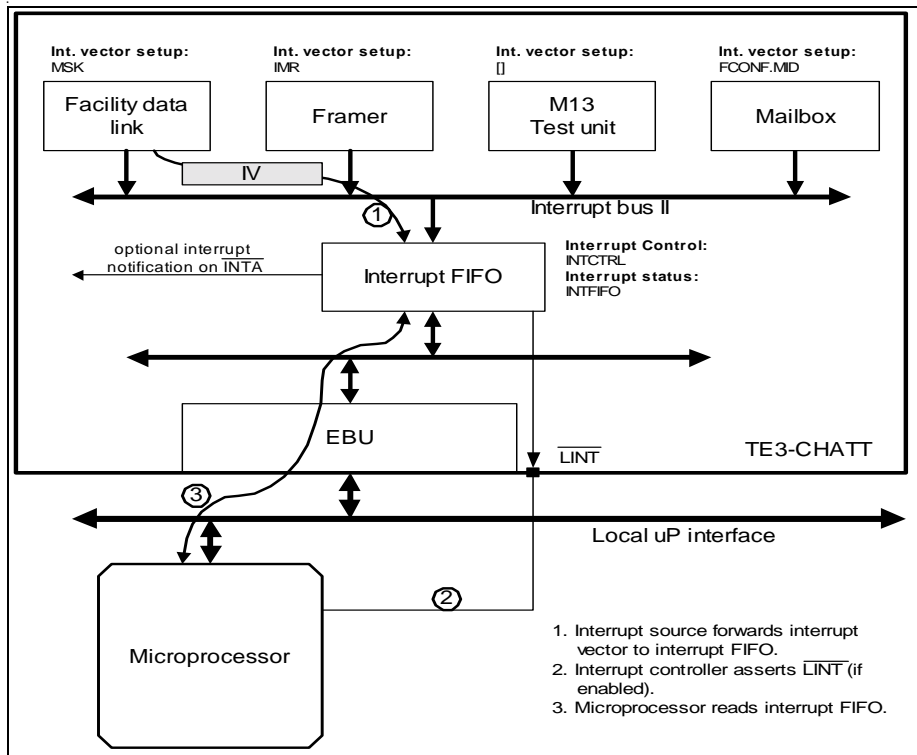 Int. vector setup:
MSK
Int. vector setup:
IMR
Int. vector setup:
[]
Int. vector setup:
FCONF.MID
Facility data
link
Framer
M13
Test unit
Mailbox
IV
1
Interrupt bus II
optional interrupt
notification on INTA
Interrupt FIFO
Interrupt Control:
INTCTRL
Interrupt status:
INTFIFO
EBU
TE3-CHATT
LINT
3
Local uP interface
2
Microprocessor
1. Interrupt source forwards interrupt
vector to interrupt FIFO.
2. Interrupt controller asserts LINT (if
enabled).
3. Microprocessor reads interrupt FIFO.